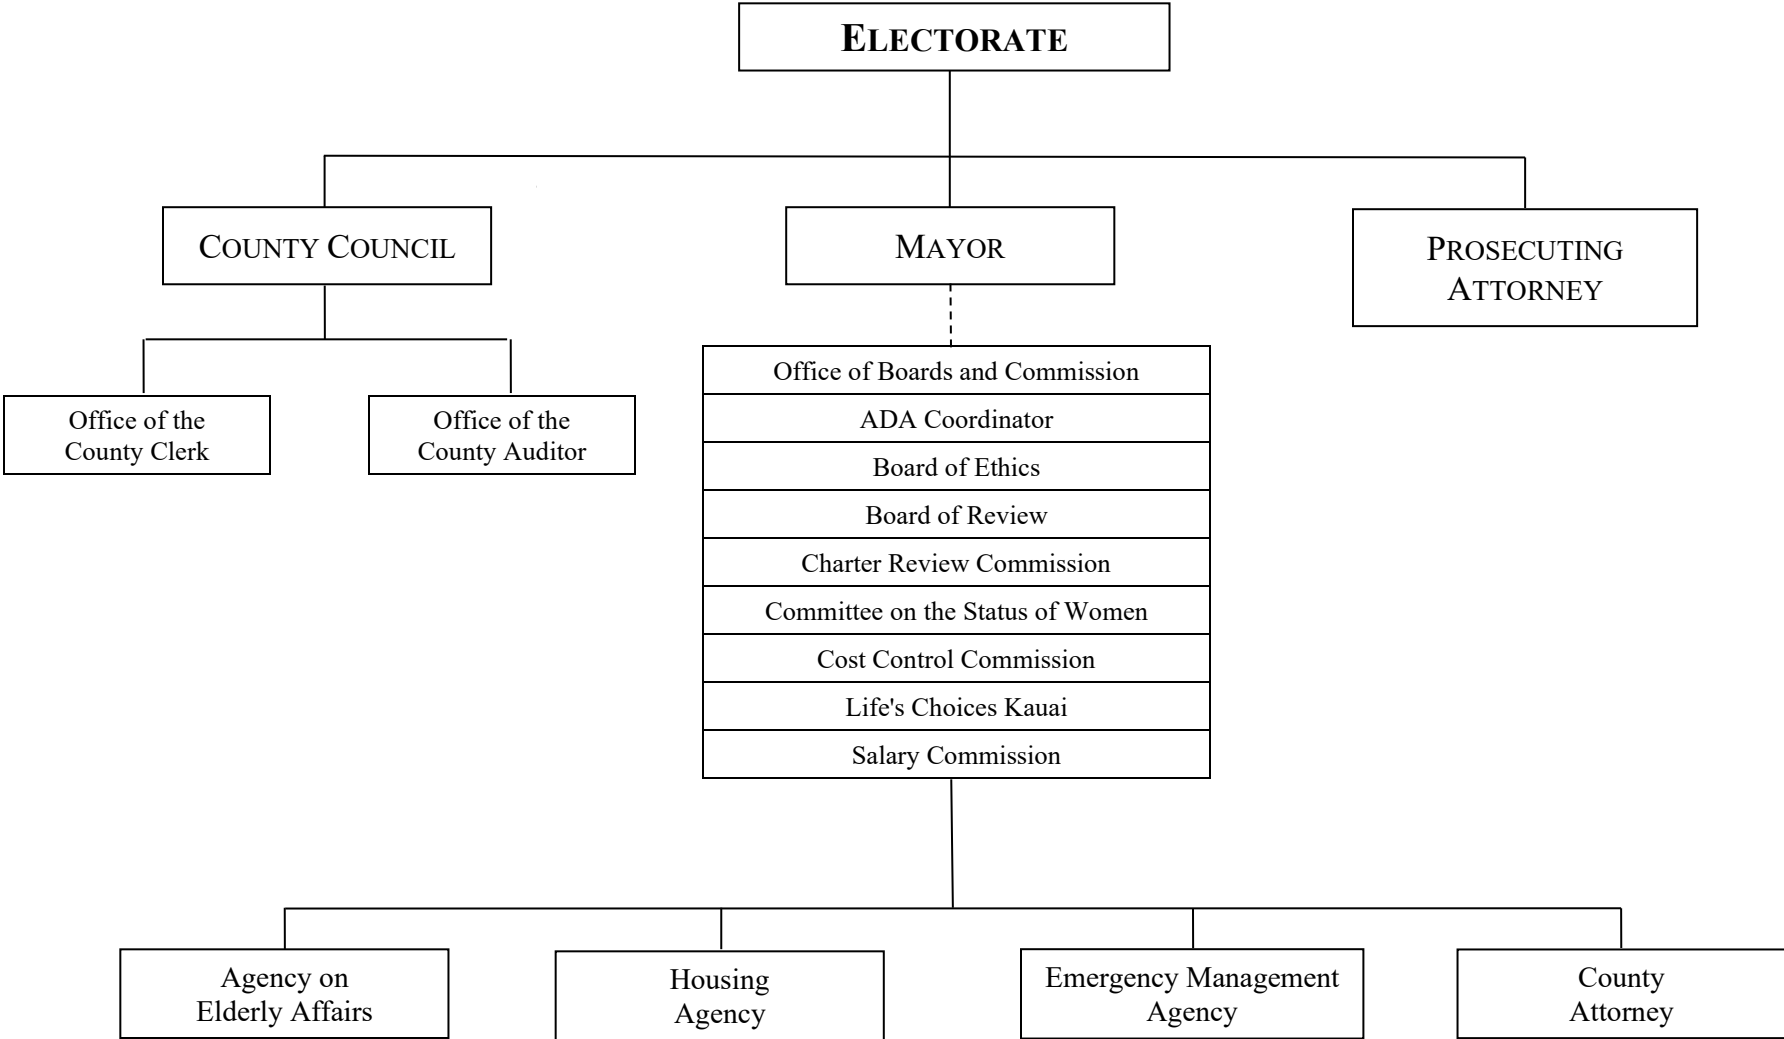 ELECTORATE
COUNTY COUNCIL
MAYOR
PROSECUTING
ATTORNEY
Office of the
County Clerk
Office of the
County Auditor
Office of Boards and Commission
ADA Coordinator
Board of Ethics
Board of Review
Charter Review Commission
Committee on the Status of Women
Cost Control Commission
Life's Choices Kauai
Salary Commission
Agency on
Elderly Affairs
Housing
Agency
Emergency Management
Agency
County
Attorney